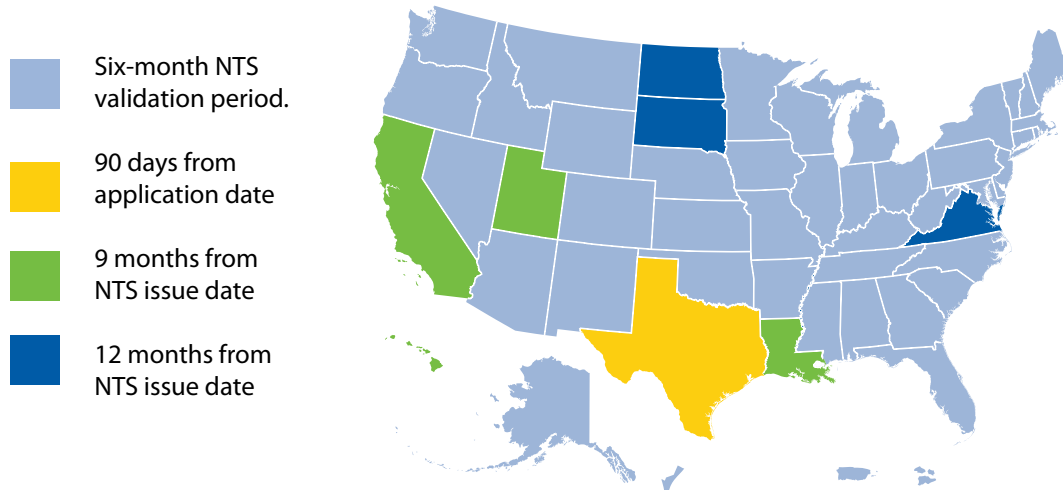 Six-month NTS
validation period.
90 days from
application date
9 months from
NTS issue date
12 months from
NTS issue date